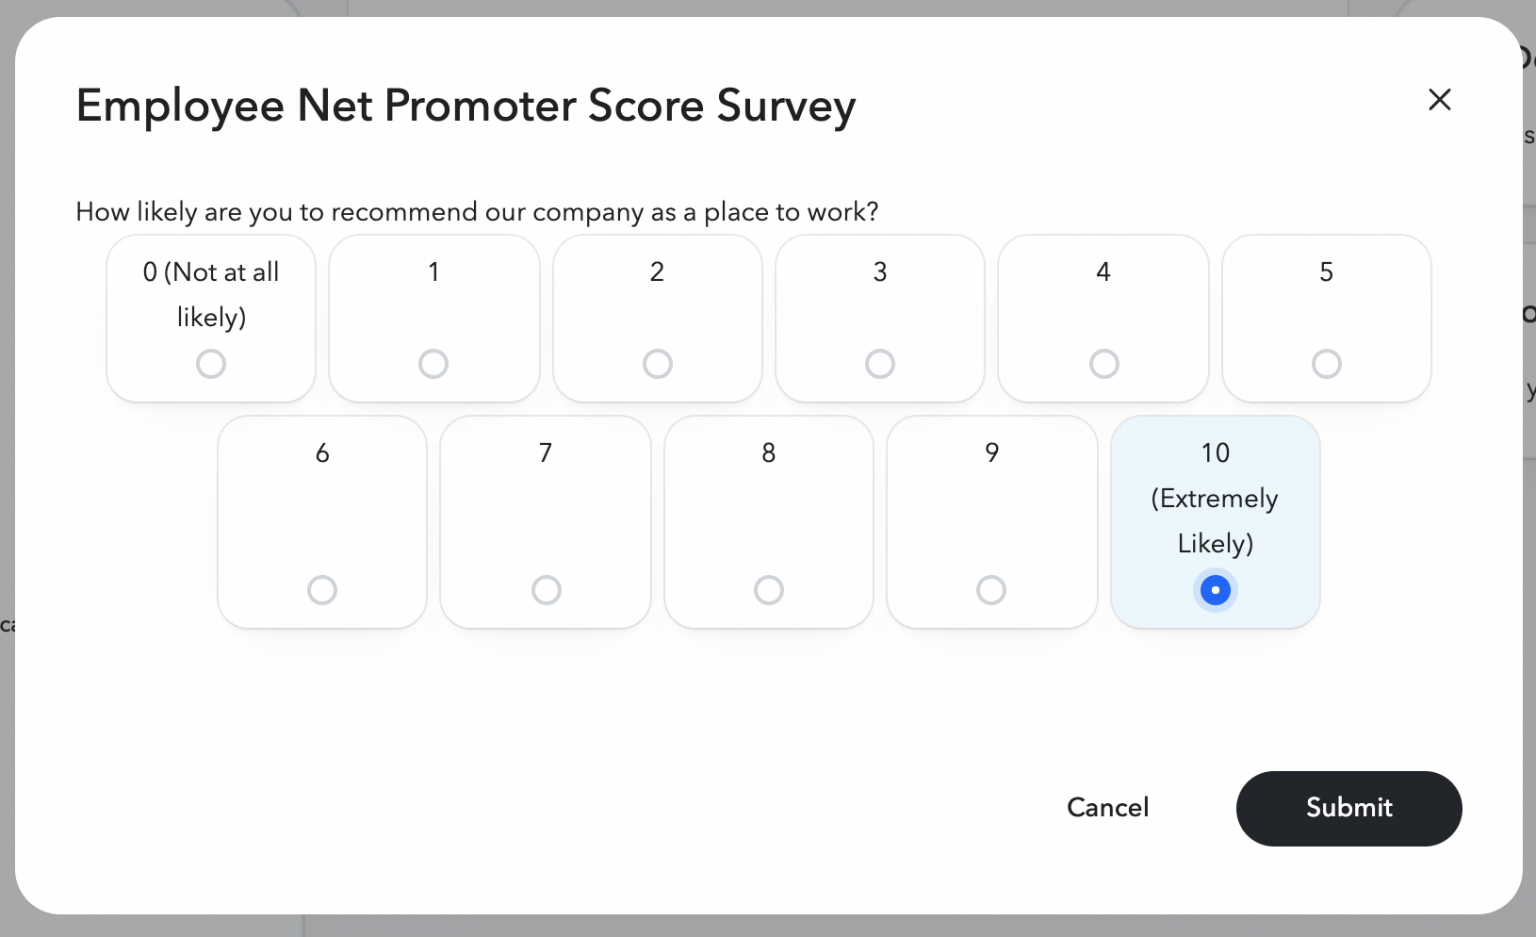 Employee Net Promoter Score Survey
How likely are you to recommend our company as a place to work?
0 (Not at all
likely)
1
2
3
4
5
6
7
8
9
10
(Extremely
Likely)
Cancel
Submit